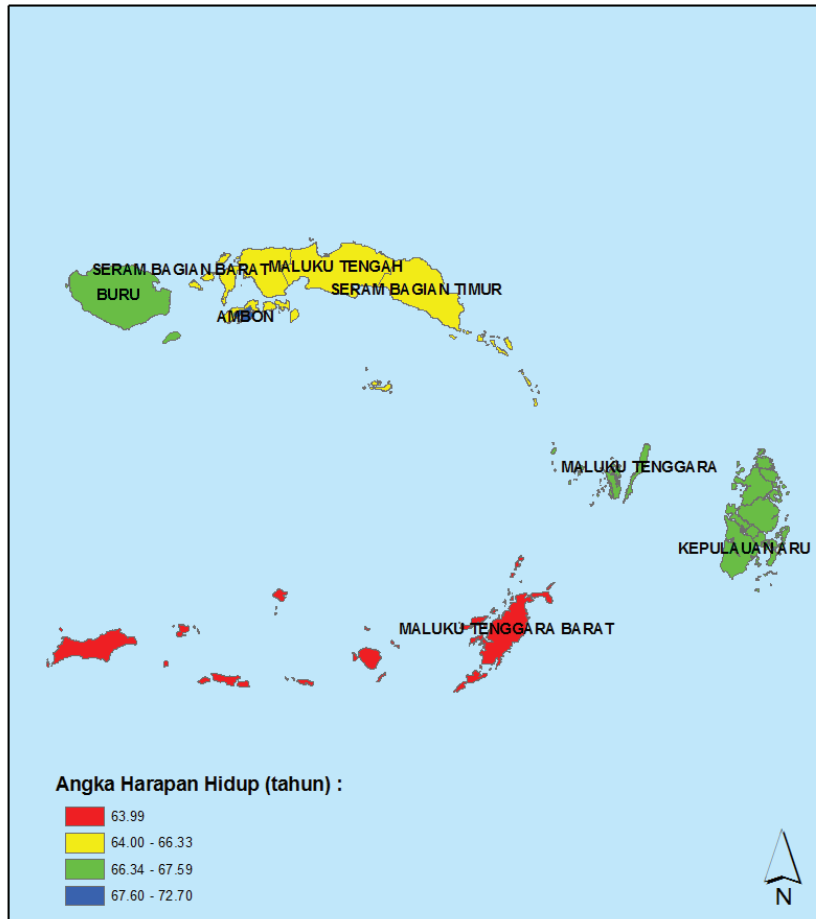 SERAM BAGIAN BARAT
MALUKU TENGAH
BURU
SERAM BAGIAN TIMUR
AMBON
MALUKU TENGGARA
KEPULAUAN ARU
MALUKU TENGGARA BARAT
Angka Harapan Hidup (tahun) :
63.99
64.00 - 66.33
66.34 - 67.59
67.60 - 72.70
N